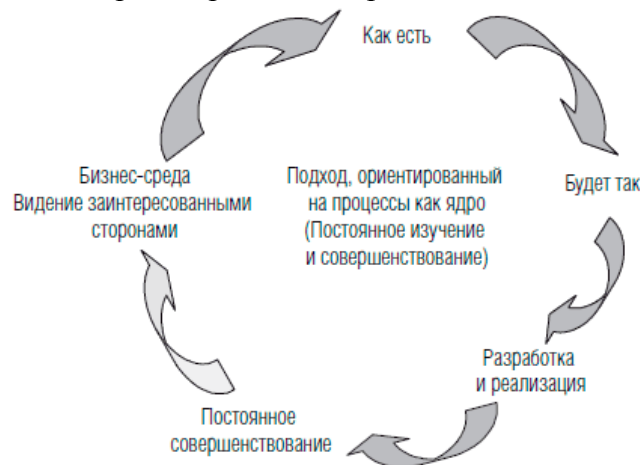 Как есть
Бизнес-среда
Видение заинтересованными
сторонами
Подход, ориентированный
на процессы как ядро
(Постоянное изучение
и совершенствование)
Будет так
Разработка
и реализация
Постоянное
совершенствование